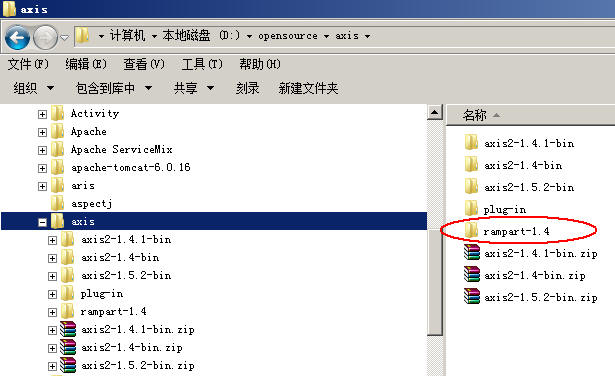 axis
计算机 本地磁盘 (D:) opensource axis
文件(F) 编辑(E) 查看(V) 工具(T) 帮助(H)
组织 包含到库中 共享 刻录 新建文件夹
Activity
Apache
Apache ServiceMix
apache-tomcat-6.0.16
aris
aspectj
axis
axis2-1.4.1-bin
axis2-1.4-bin
axis2-1.5.2-bin
plug-in
rampart-1.4
axis2-1.4.1-bin.zip
axis2-1.4-bin.zip
axis2-1.5.2-bin.zip
名称
axis2-1.4.1-bin
axis2-1.4-bin
axis2-1.5.2-bin
plug-in
rampart-1.4
axis2-1.4.1-bin.zip
axis2-1.4-bin.zip
axis2-1.5.2-bin.zip